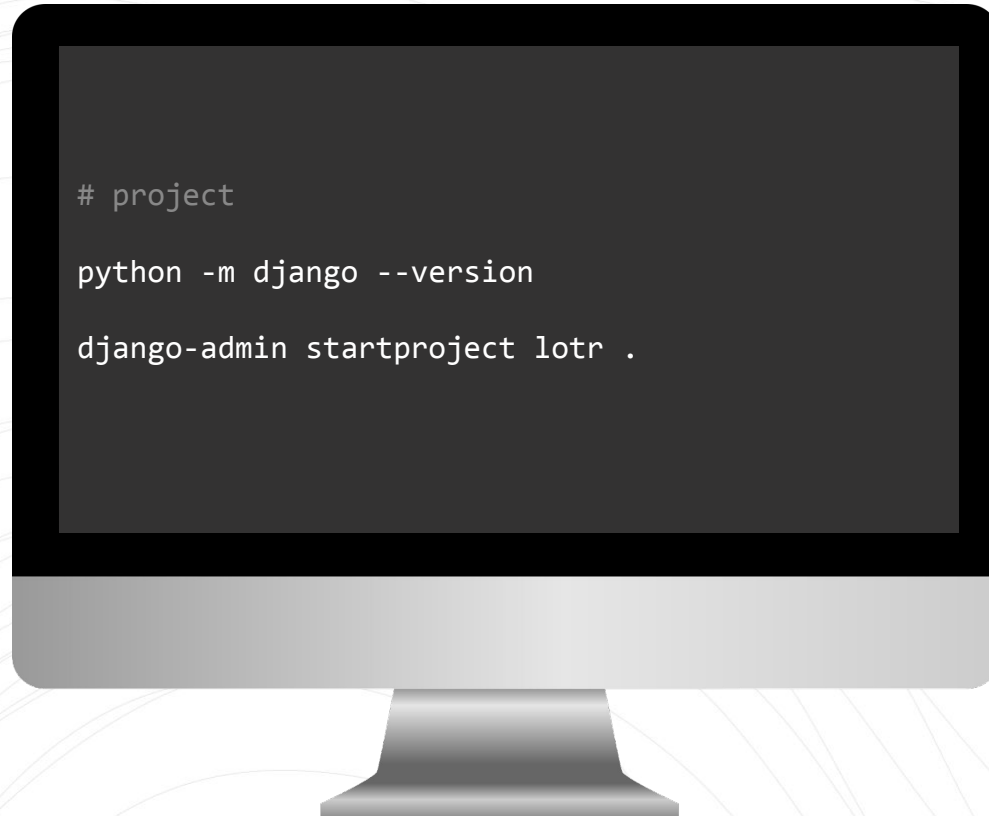 # project
python -m django --version
django-admin startproject lotr .